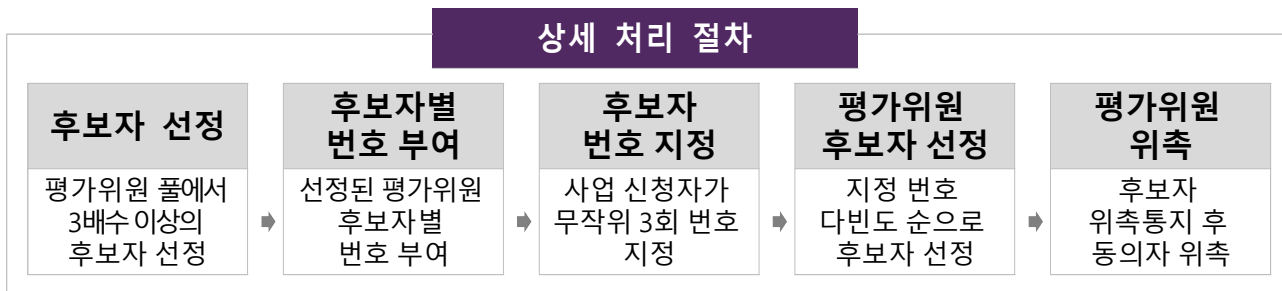 상세 처리 절차
후보자 선정
평가위원 풀에서
3배수 이상의
후보자 선정
후보자별
번호 부여
선정된 평가위원
후보자별
번호 부여
후보자
번호 지정
사업 신청자가
무작위 3회 번호
지정
평가위원
후보자 선정
지정 번호
다빈도 순으로
후보자 선정
평가위원
위촉
후보자
위촉통지 후
동의자 위촉